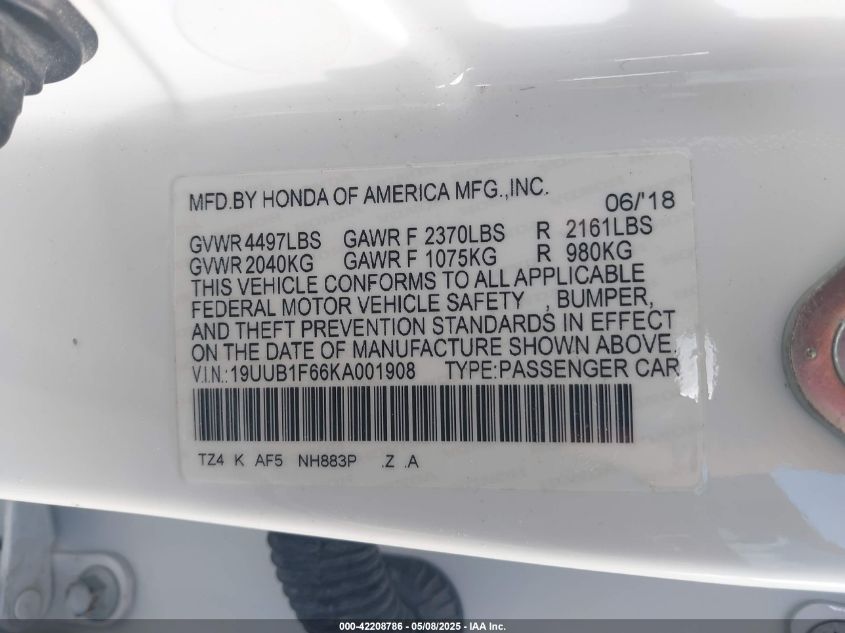 MFD.BY HONDA OF AMERICA MFG.,INC. 06/'18
GVWR 4497LBS GAWR F 2370LBS R 2161LBS
GVWR 2040KG GAWR F 1075KG R 980KG
THIS VEHICLE CONFORMS TO ALL APPLICABLE
FEDERAL MOTOR VEHICLE SAFETY , BUMPER,
AND THEFT PREVENTION STANDARDS IN EFFECT
ON THE DATE OF MANUFACTURE SHOWN ABOVE.
V.I.N.:19UUB1F66KA001908 TYPE:PASSENGER CAR
TZ4 K AF5 NH883P .Z .A
000-42208786 - 05/08/2025 - IAA Inc.